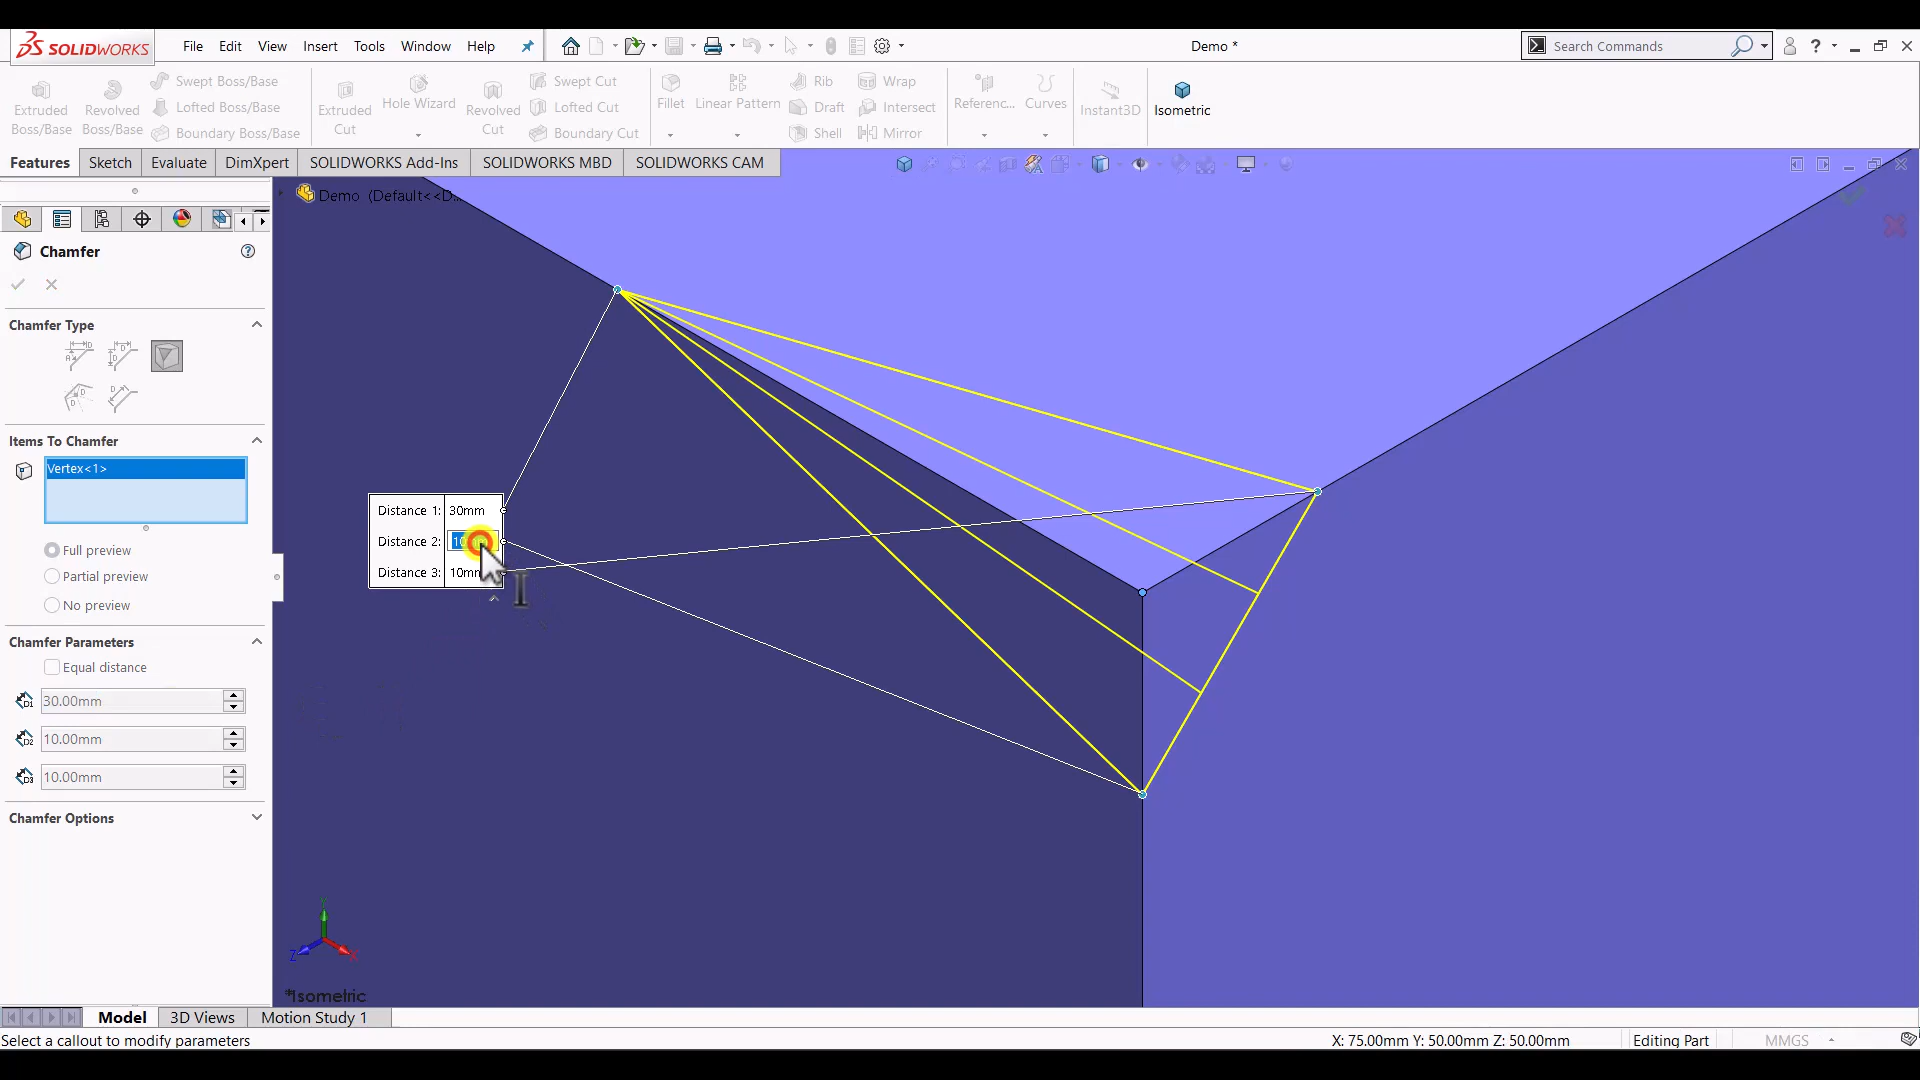 SOLIDWORKS File Edit View Insert Tools Window Help Demo * Search Commands
Extruded Boss/Base
Revolved Boss/Base
Swept Boss/Base
Lofted Boss/Base
Boundary Boss/Base
Extruded Cut
Hole Wizard
Revolved Cut
Swept Cut
Lofted Cut
Boundary Cut
Fillet
Linear Pattern
Rib
Draft
Shell
Wrap
Intersect
Mirror
Referenc...
Curves
Instant3D
Isometric
Features Sketch Evaluate DimXpert SOLIDWORKS Add-Ins SOLIDWORKS MBD SOLIDWORKS CAM
Demo (Default<<D...
Chamfer
Chamfer Type
Items To Chamfer
Vertex<1>
Full preview
Partial preview
No preview
Chamfer Parameters
Equal distance
30.00mm
10.00mm
10.00mm
Chamfer Options
Distance 1: 30mm
Distance 2:
Distance 3: 10mm
*Isometric
Model 3D Views Motion Study 1
Select a callout to modify parameters X: 75.00mm Y: 50.00mm Z: 50.00mm Editing Part MMGS